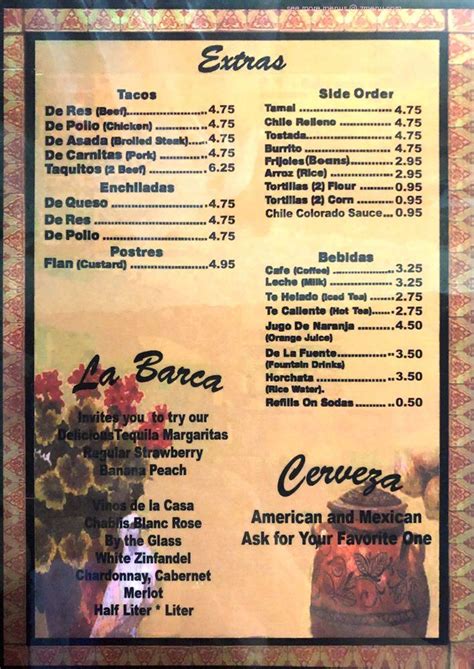 see more menus @ zmenu.com
Extras
Tacos
De Res (Beef) 4.75
De Pollo (Chicken) 4.75
De Asada (Broiled Steak) 4.75
De Carnitas (Pork) 4.75
Taquitos (2 Beef) 6.25
Enchiladas
De Queso 4.75
De Res 4.75
De Pollo 4.75
Postres
Flan (Custard) 4.95
Side Order
Tamal 4.75
Chile Relleno 4.75
Tostada 4.75
Burrito 4.75
Frijoles (Beans) 2.95
Arroz (Rice) 2.95
Tortillas (2) Flour 0.95
Tortillas (2) Corn 0.95
Chile Colorado Sauce 0.95
Bebidas
Cafe (Coffee) 3.25
Leche (Milk) 3.25
Te Helado (Iced Tea) 2.75
Te Caliente (Hot Tea) 2.75
Jugo De Naranja 4.50
(Orange Juice)
De La Fuente 3.50
(Fountain Drinks)
Horchata 3.50
(Rice Water).
Refills On Sodas 0.50
La Barca
Invites you to try our
DeliciousTequila Margaritas
Regular Strawberry
Banana Peach
Vinos de la Casa
Chablis Blanc Rose
By the Glass
White Zinfandel
Chardonnay, Cabernet
Merlot
Half Liter * Liter
Cerveza
American and Mexican
Ask for Your Favorite One